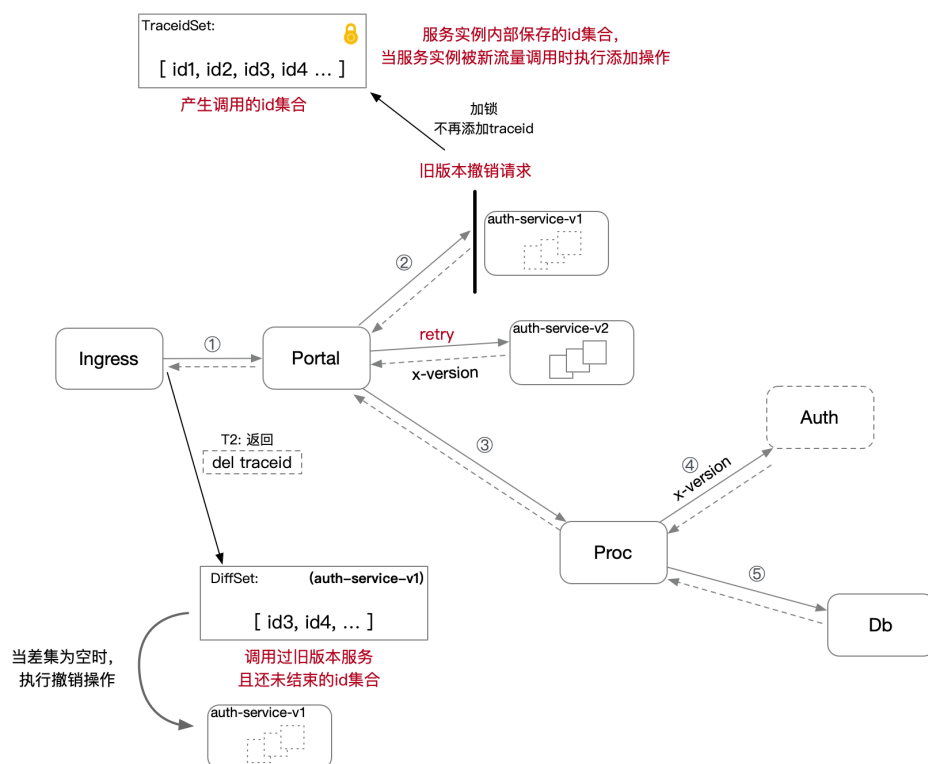 TraceidSet:
[ id1, id2, id3, id4 ... ]
产生调用的id集合
服务实例内部保存的id集合，
当服务实例被新流量调用时执行添加操作
加锁
不再添加traceid
旧版本撤销请求
auth-service-v1
②
retry
auth-service-v2
x-version
Ingress
①
Portal
③
Auth
④
x-version
T2: 返回
del traceid
Proc
⑤
Db
DiffSet:
(auth-service-v1)
[ id3, id4, ... ]
当差集为空时，
执行撤销操作
调用过旧版本服务
且还未结束的id集合
auth-service-v1